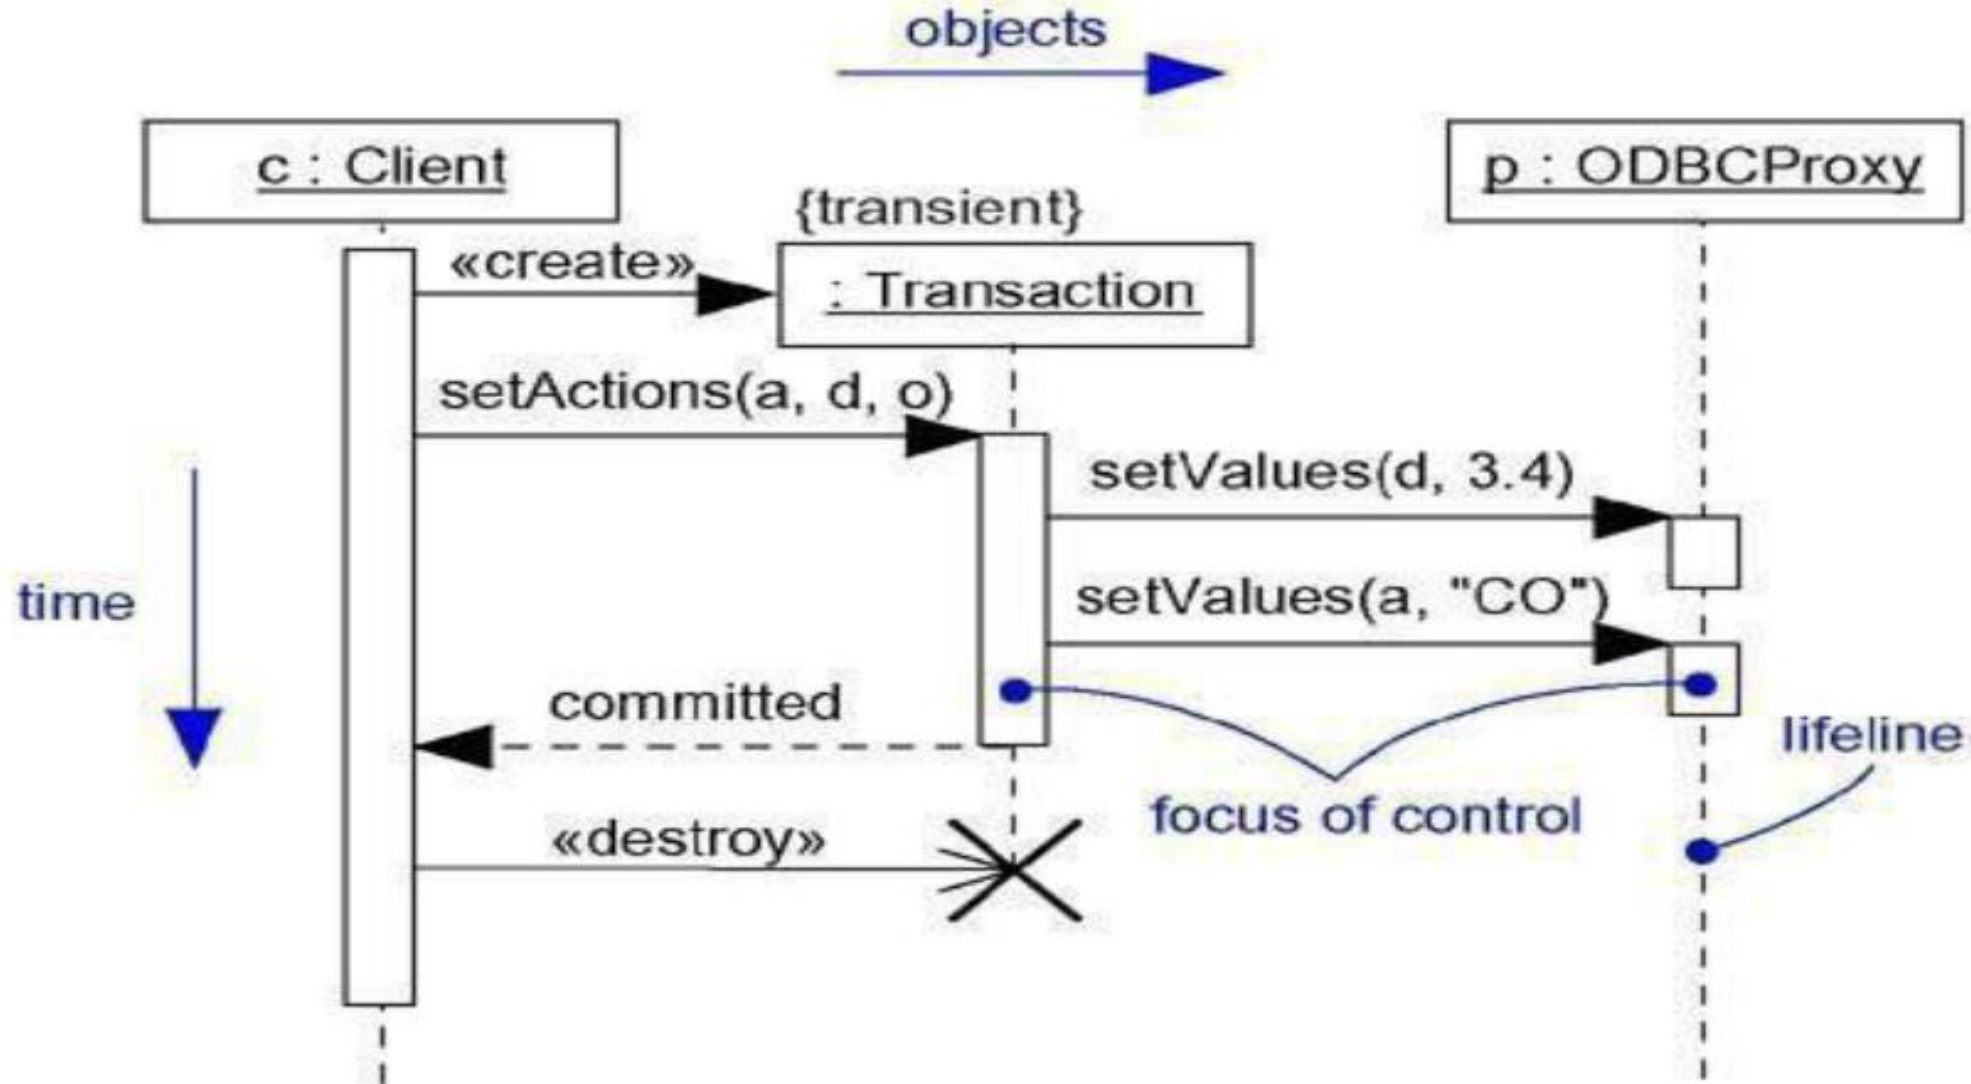 objects
c : Client
p : ODBCProxy
{transient}
«create»
: Transaction
setActions(a, d, o)
setValues(d, 3.4)
time
setValues(a, "CO")
committed
lifeline
focus of control
«destroy»